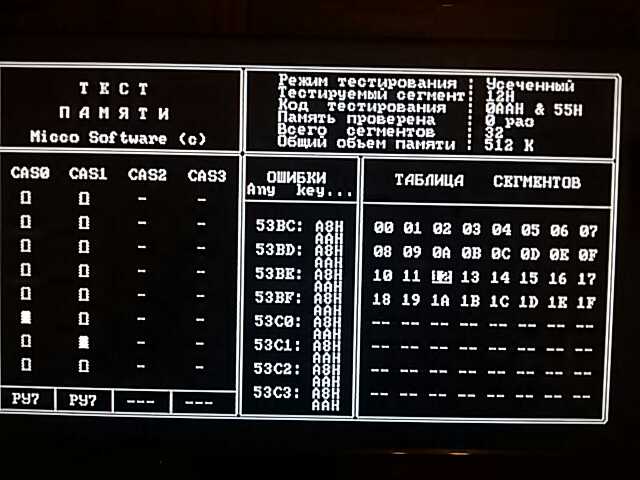 ТЕСТ
ПАМЯТИ
Micco Software (c)
Режим тестирования : Усеченный
Тестируемый сегмент: 12H
Код тестирования : 0AAH & 55H
Память проверена : 0 раз
Всего сегментов : 32
Общий объем памяти : 512 К
CAS0 CAS1 CAS2 CAS3
- -
- -
- -
- -
- -
- -
- -
- -
РУ7 РУ7 --- ---
ОШИБКИ
Any key...
53BC: A8H
AAH
53BD: A8H
AAH
53BE: A8H
AAH
53BF: A8H
AAH
53C0: A8H
AAH
53C1: A8H
AAH
53C2: A8H
AAH
53C3: A8H
AAH
ТАБЛИЦА СЕГМЕНТОВ
00 01 02 03 04 05 06 07
08 09 0A 0B 0C 0D 0E 0F
10 11 12 13 14 15 16 17
18 19 1A 1B 1C 1D 1E 1F
-- -- -- -- -- -- -- --
-- -- -- -- -- -- -- --
-- -- -- -- -- -- -- --
-- -- -- -- -- -- -- --